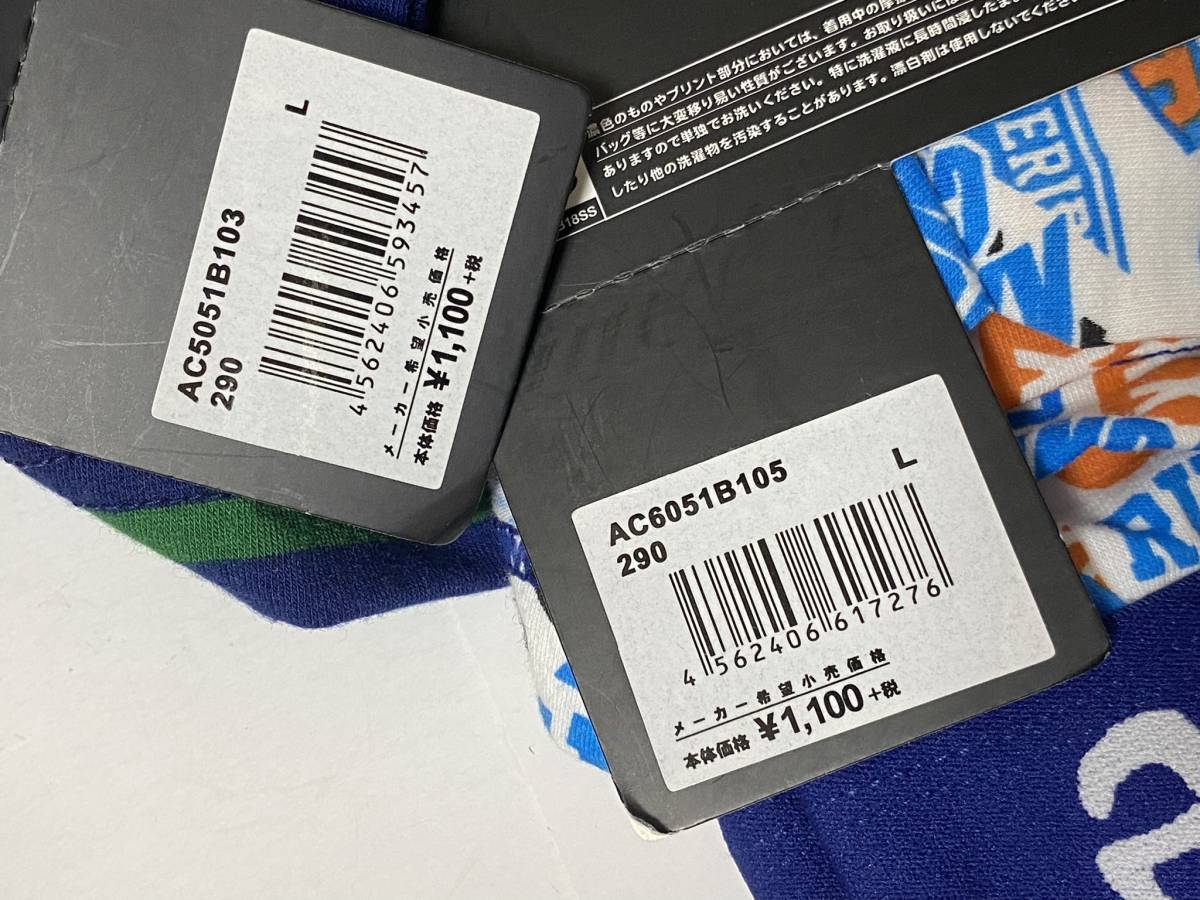 L
AC5051B103
290
4 562406 593457
メーカー希望小売価格
本体価格 ¥1,100+税
濃色のものやプリント部分においては、着用中の摩擦
バッグ等に大変移り易い性質がございます。お取り扱いには
ありますので単独でお洗いください。特に洗濯液に長時間浸したまま
したり他の洗濯物を汚染することがあります。漂白剤は使用しないでください。
B18SS
L
AC6051B105
290
4 562406 617276
メーカー希望小売価格
本体価格 ¥1,100+税
ERI
RI